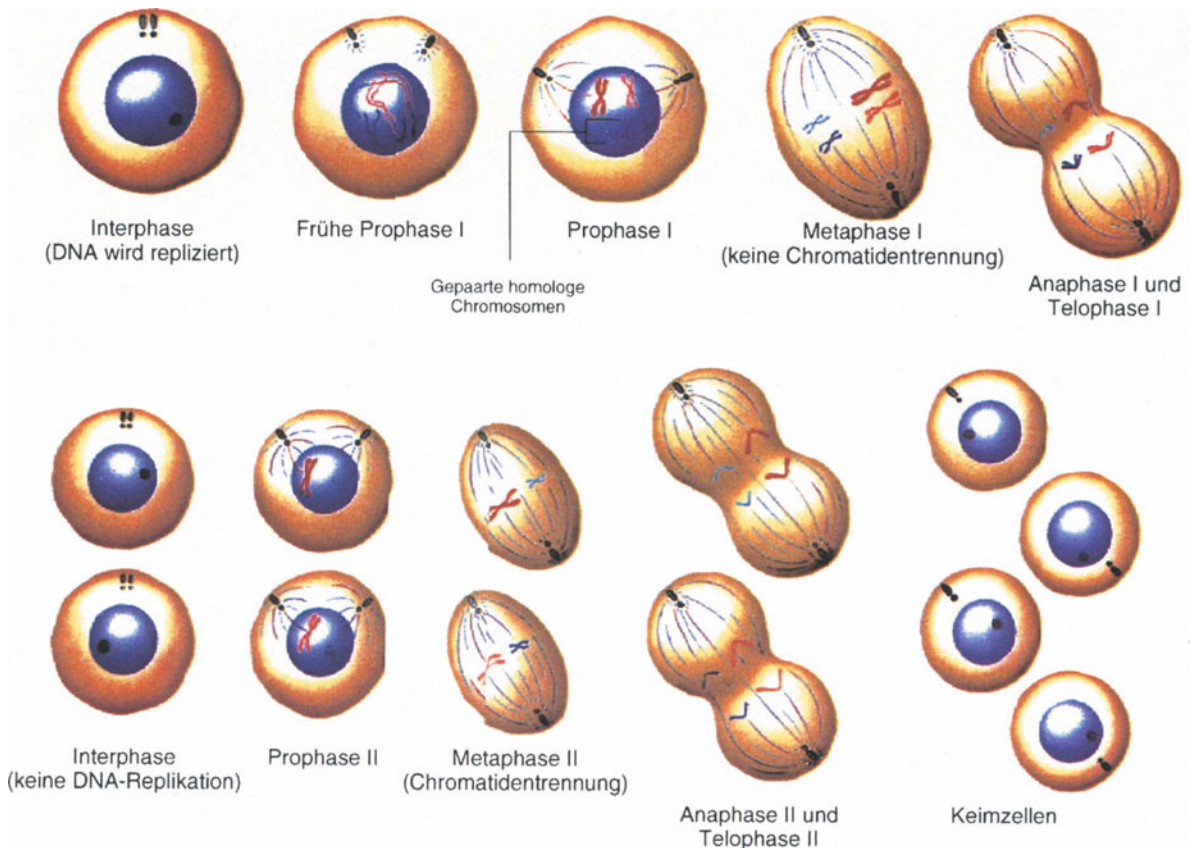 Interphase
(DNA wird repliziert)
Frühe Prophase I
Prophase I
Metaphase I
(keine Chromatidentrennung)
Anaphase I und
Telophase I
Gepaarte homologe
Chromosomen
Interphase
(keine DNA-Replikation)
Prophase II
Metaphase II
(Chromatidentrennung)
Anaphase II und
Telophase II
Keimzellen